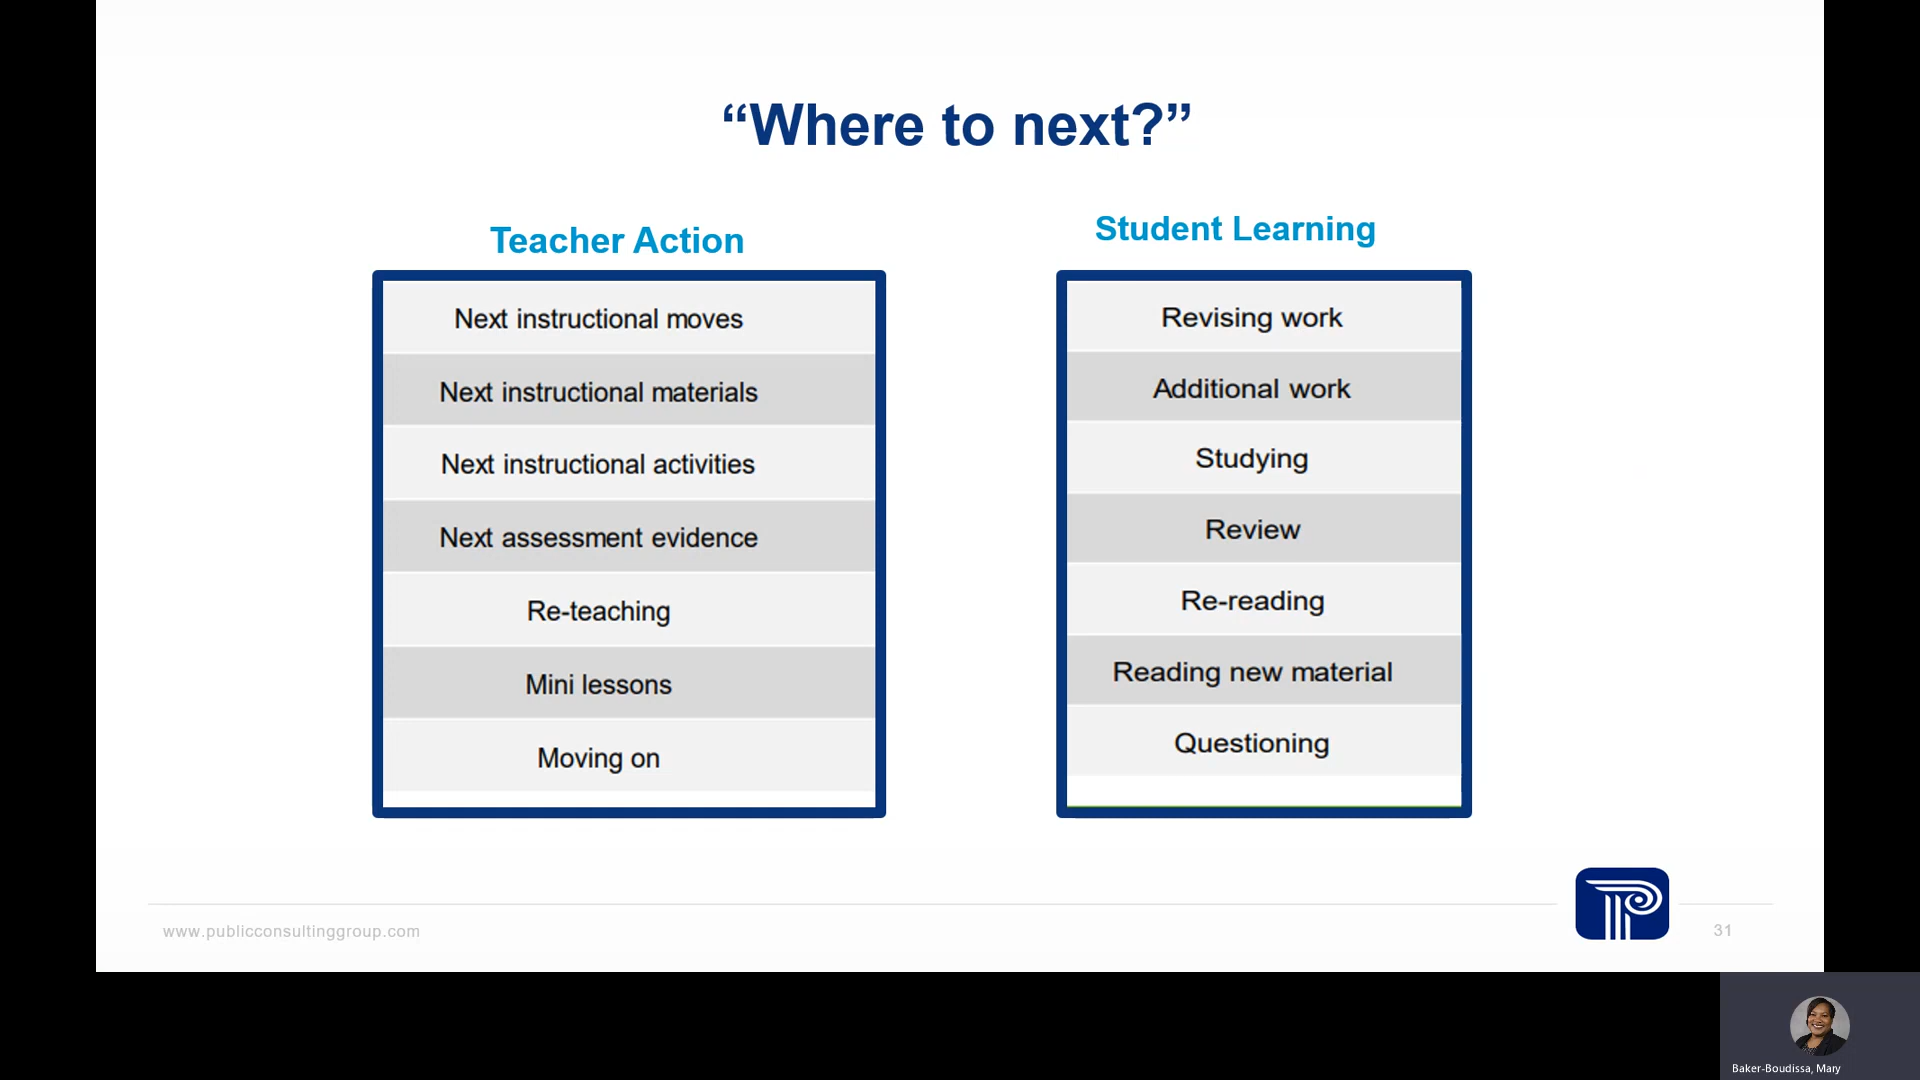 “Where to next?”
Teacher Action
Next instructional moves
Next instructional materials
Next instructional activities
Next assessment evidence
Re-teaching
Mini lessons
Moving on
Student Learning
Revising work
Additional work
Studying
Review
Re-reading
Reading new material
Questioning
www.publicconsultinggroup.com
31
Baker-Boudissa, Mary